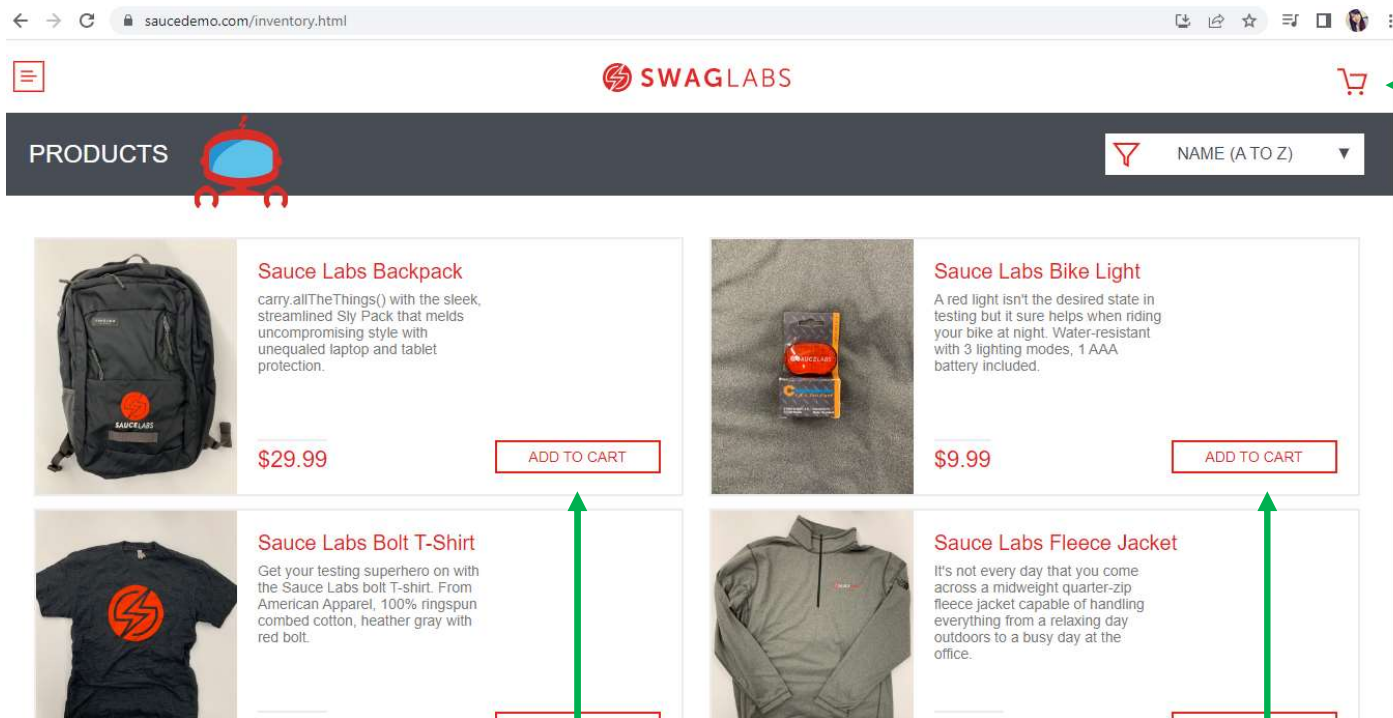 saucedemo.com/inventory.html
SWAGLABS
PRODUCTS
NAME (A TO Z)
Sauce Labs Backpack
carry.allTheThings() with the sleek,
streamlined Sly Pack that melds
uncompromising style with
unequaled laptop and tablet
protection.
SAUCELABS
$29.99
ADD TO CART
Sauce Labs Bike Light
A red light isn't the desired state in
testing but it sure helps when riding
your bike at night. Water-resistant
with 3 lighting modes, 1 AAA
battery included.
SAUCELABS
$9.99
ADD TO CART
Sauce Labs Bolt T-Shirt
Get your testing superhero on with
the Sauce Labs bolt T-shirt. From
American Apparel, 100% ringspun
combed cotton, heather gray with
red bolt.
Sauce Labs Fleece Jacket
It's not every day that you come
across a midweight quarter-zip
fleece jacket capable of handling
everything from a relaxing day
outdoors to a busy day at the
office.